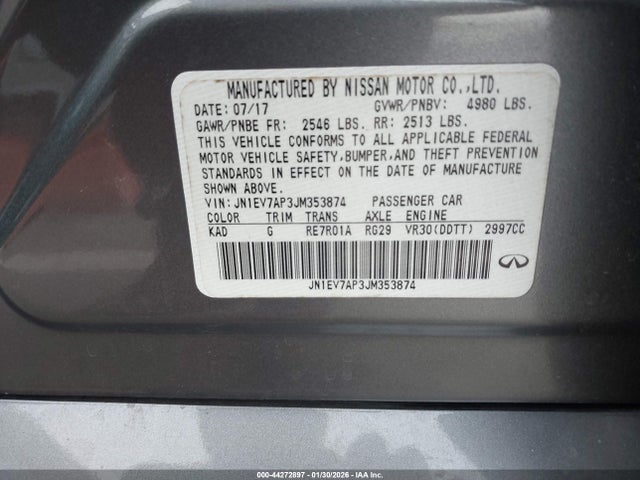 MANUFACTURED BY NISSAN MOTOR CO.,LTD.
DATE: 07/17 GVWR/PNBV: 4980 LBS.
GAWR/PNBE FR: 2546 LBS. RR: 2513 LBS.
THIS VEHICLE CONFORMS TO ALL APPLICABLE FEDERAL
MOTOR VEHICLE SAFETY,BUMPER,AND THEFT PREVENTION
STANDARDS IN EFFECT ON THE DATE OF MANUFACTURE
SHOWN ABOVE.
VIN: JN1EV7AP3JM353874 PASSENGER CAR
COLOR TRIM TRANS AXLE ENGINE
KAD G RE7R01A RG29 VR30(DDTT) 2997CC
JN1EV7AP3JM353874
000-44272897 - 01/30/2026 - IAA Inc.